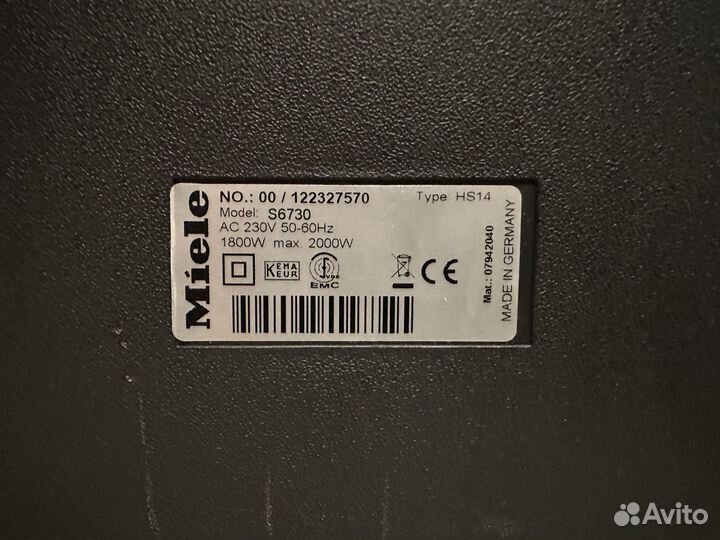 Miele
NO.: 00 / 122327570 Type HS14
Model: S6730
AC 230V 50-60Hz
1800W max. 2000W
KEMA
KEUR
VDE
EMC
CE
Mat.: 07942040
MADE IN GERMANY
Avito